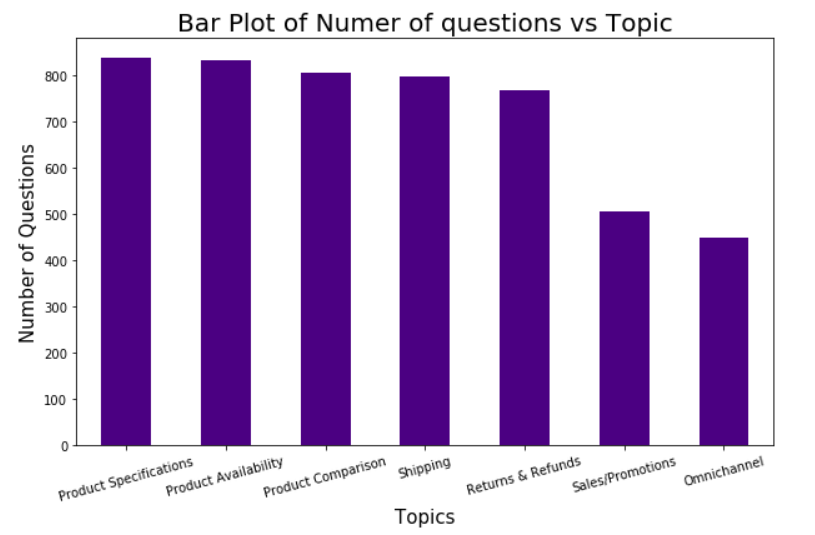 Bar Plot of Numer of questions vs Topic
Number of Questions
800
700
600
500
400
300
200
100
0
Product Specifications
Product Availability
Product Comparison
Shipping
Returns & Refunds
Sales/Promotions
Omnichannel
Topics